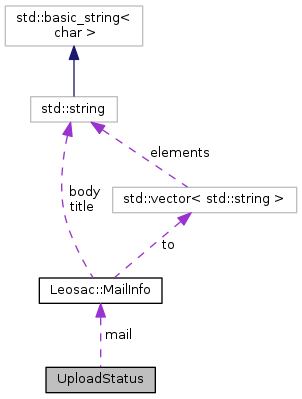 std::basic_string<
char >
std::string
elements
body
title
std::vector< std::string >
to
Leosac::MailInfo
mail
UploadStatus